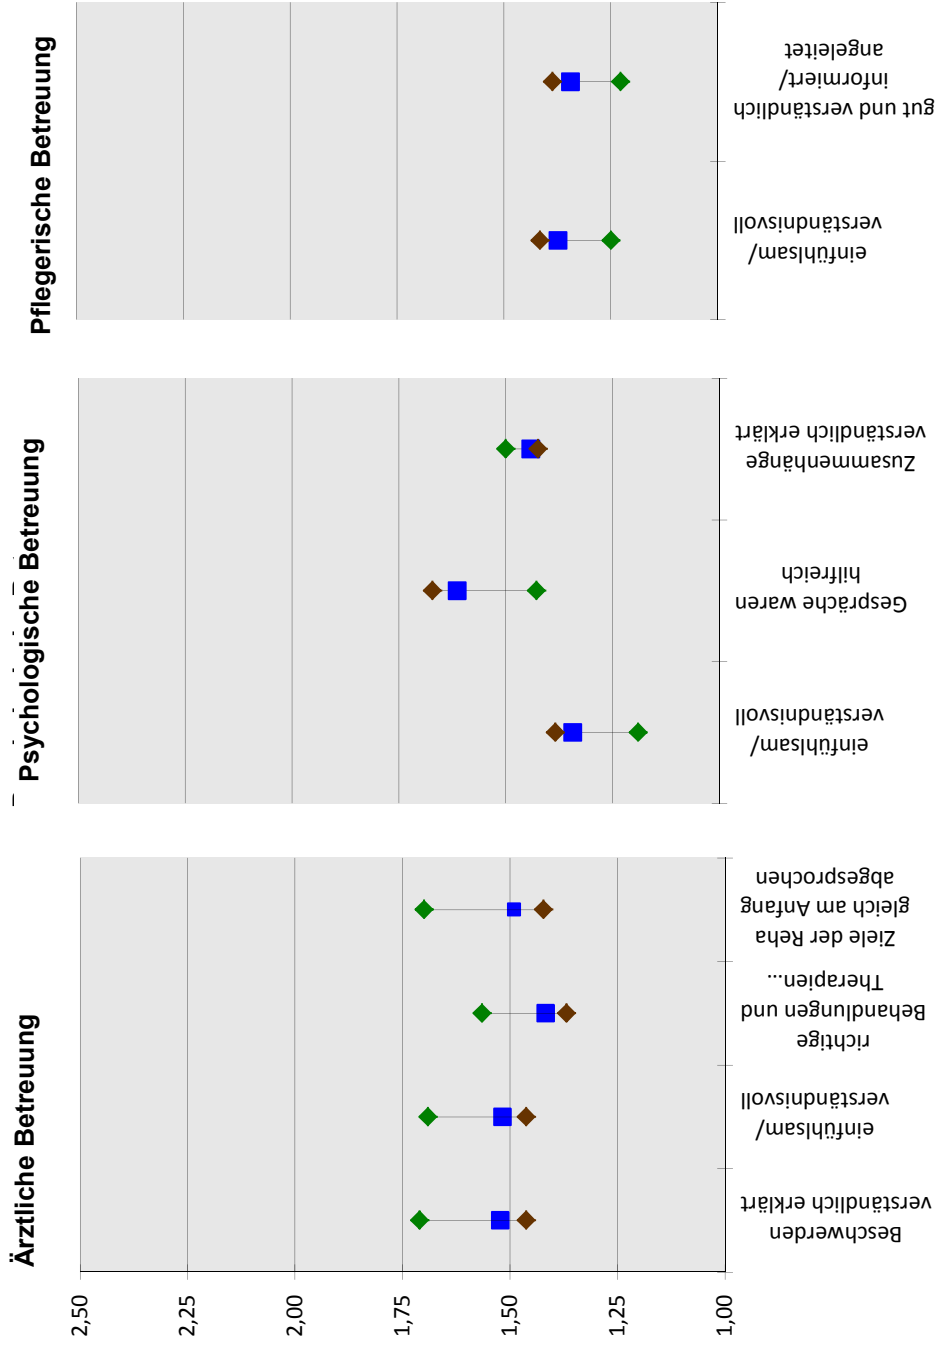 Ärztliche Betreuung
Psychologische Betreuung
Pflegerische Betreuung
2,50
2,25
2,00
1,75
1,50
1,25
1,00
Beschwerden
verständlich erklärt
einfühlsam/
verständnisvoll
richtige
Behandlungen und
Therapien...
Ziele der Reha
gleich am Anfang
abgesprochen
einfühlsam/
verständnisvoll
Gespräche waren
hilfreich
Zusammenhänge
verständlich erklärt
einfühlsam/
verständnisvoll
gut und verständlich
informiert/
angeleitet